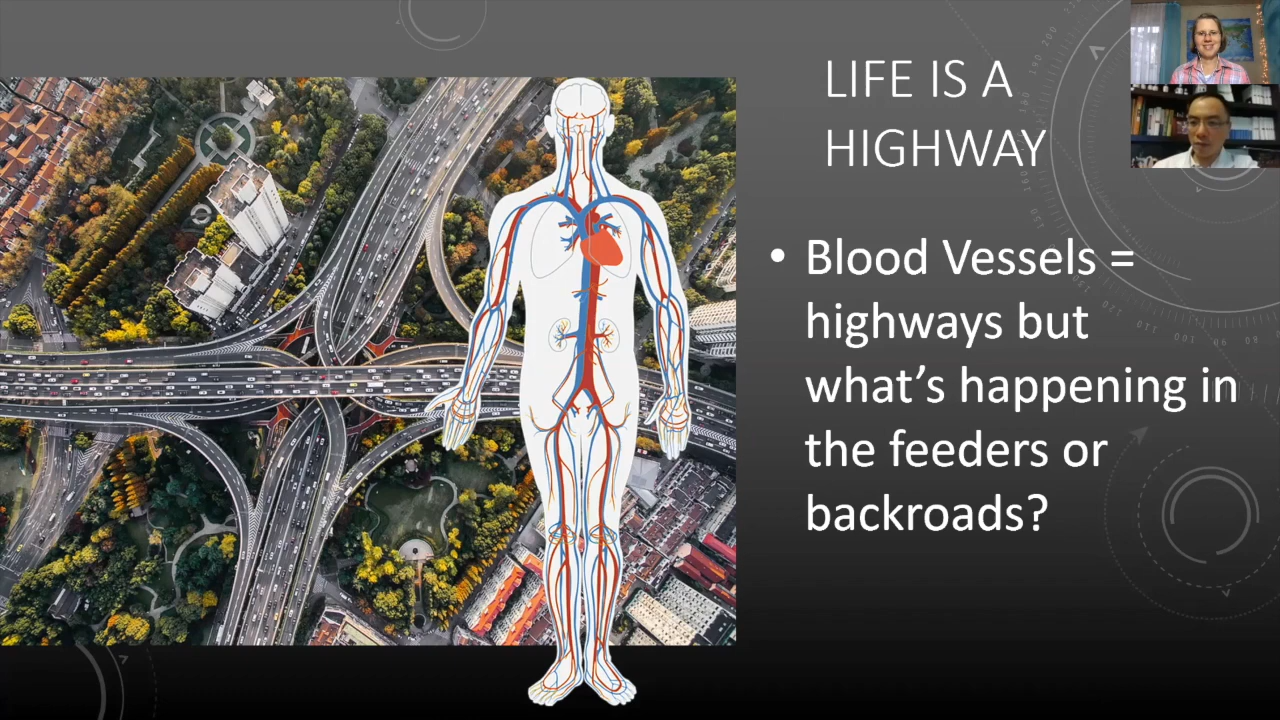 LIFE IS A
HIGHWAY
• Blood Vessels =
highways but
what’s happening in
the feeders or
backroads?